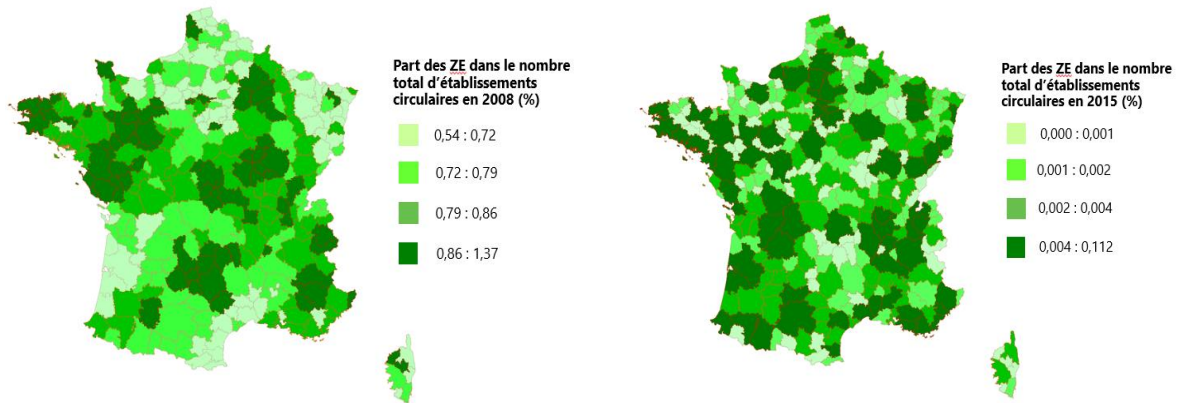 Part des ZE dans le nombre
total d'établissements
circulaires en 2008 (%)
0,54 : 0,72
0,72 : 0,79
0,79 : 0,86
0,86 : 1,37
Part des ZE dans le nombre
total d'établissements
circulaires en 2015 (%)
0,000 : 0,001
0,001 : 0,002
0,002 : 0,004
0,004 : 0,112